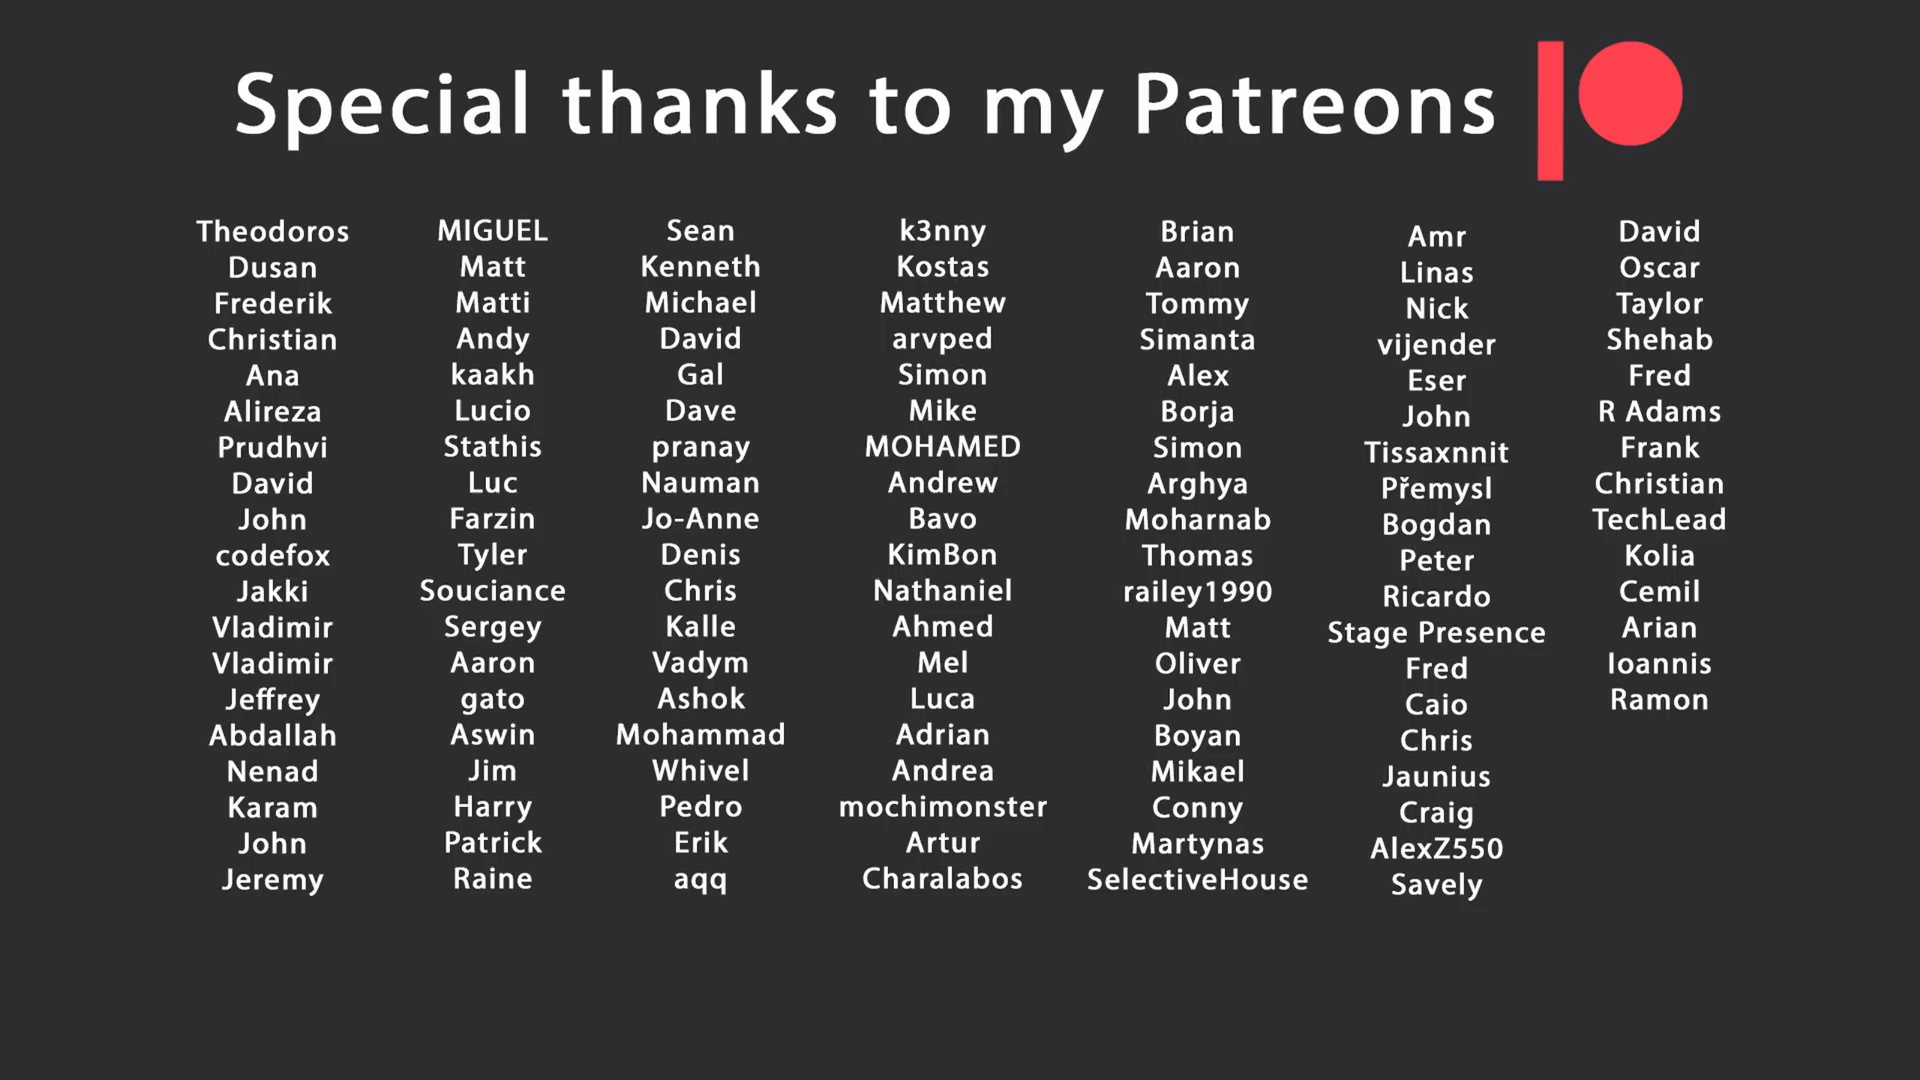 Special thanks to my Patreons
Theodoros
Dusan
Frederik
Christian
Ana
Alireza
Prudhvi
David
John
codefox
Jakki
Vladimir
Vladimir
Jeffrey
Abdallah
Nenad
Karam
John
Jeremy
MIGUEL
Matt
Matti
Andy
kaakh
Lucio
Stathis
Luc
Farzin
Tyler
Souciance
Sergey
Aaron
gato
Aswin
Jim
Harry
Patrick
Raine
Sean
Kenneth
Michael
David
Gal
Dave
pranay
Nauman
Jo-Anne
Denis
Chris
Kalle
Vadym
Ashok
Mohammad
Whivel
Pedro
Erik
aqq
k3nny
Kostas
Matthew
arvped
Simon
Mike
MOHAMED
Andrew
Bavo
KimBon
Nathaniel
Ahmed
Mel
Luca
Adrian
Andrea
mochimonster
Artur
Charalabos
Brian
Aaron
Tommy
Simanta
Alex
Borja
Simon
Arghya
Moharnab
Thomas
railey1990
Matt
Oliver
John
Boyan
Mikael
Conny
Martynas
SelectiveHouse
Amr
Linas
Nick
vijender
Eser
John
Tissaxnnit
Přemysl
Bogdan
Peter
Ricardo
Stage Presence
Fred
Caio
Chris
Jaunius
Craig
AlexZ550
Savely
David
Oscar
Taylor
Shehab
Fred
R Adams
Frank
Christian
TechLead
Kolia
Cemil
Arian
Ioannis
Ramon